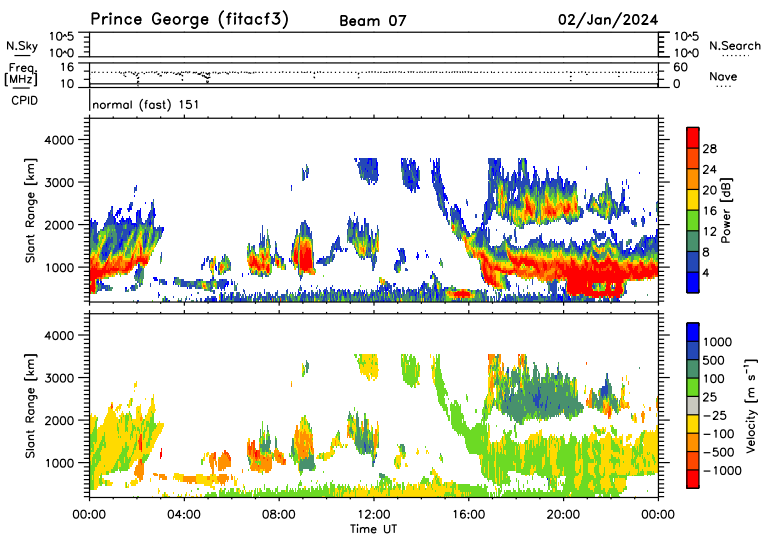 Prince George (fitacf3) Beam 07 02/Jan/2024
N.Sky 10^5 10^5 N.Search
10^0 10^0
Freq. 16 60 Nave
[MHz] 10 0
CPID normal (fast) 151
4000
3000
2000
1000
Slant Range [km]
28
24
20
16
12
8
4
Power [dB]
4000
3000
2000
1000
Slant Range [km]
1000
500
100
25
-25
-100
-500
-1000
Velocity [m s⁻¹]
00:00 04:00 08:00 12:00 16:00 20:00 00:00
Time UT